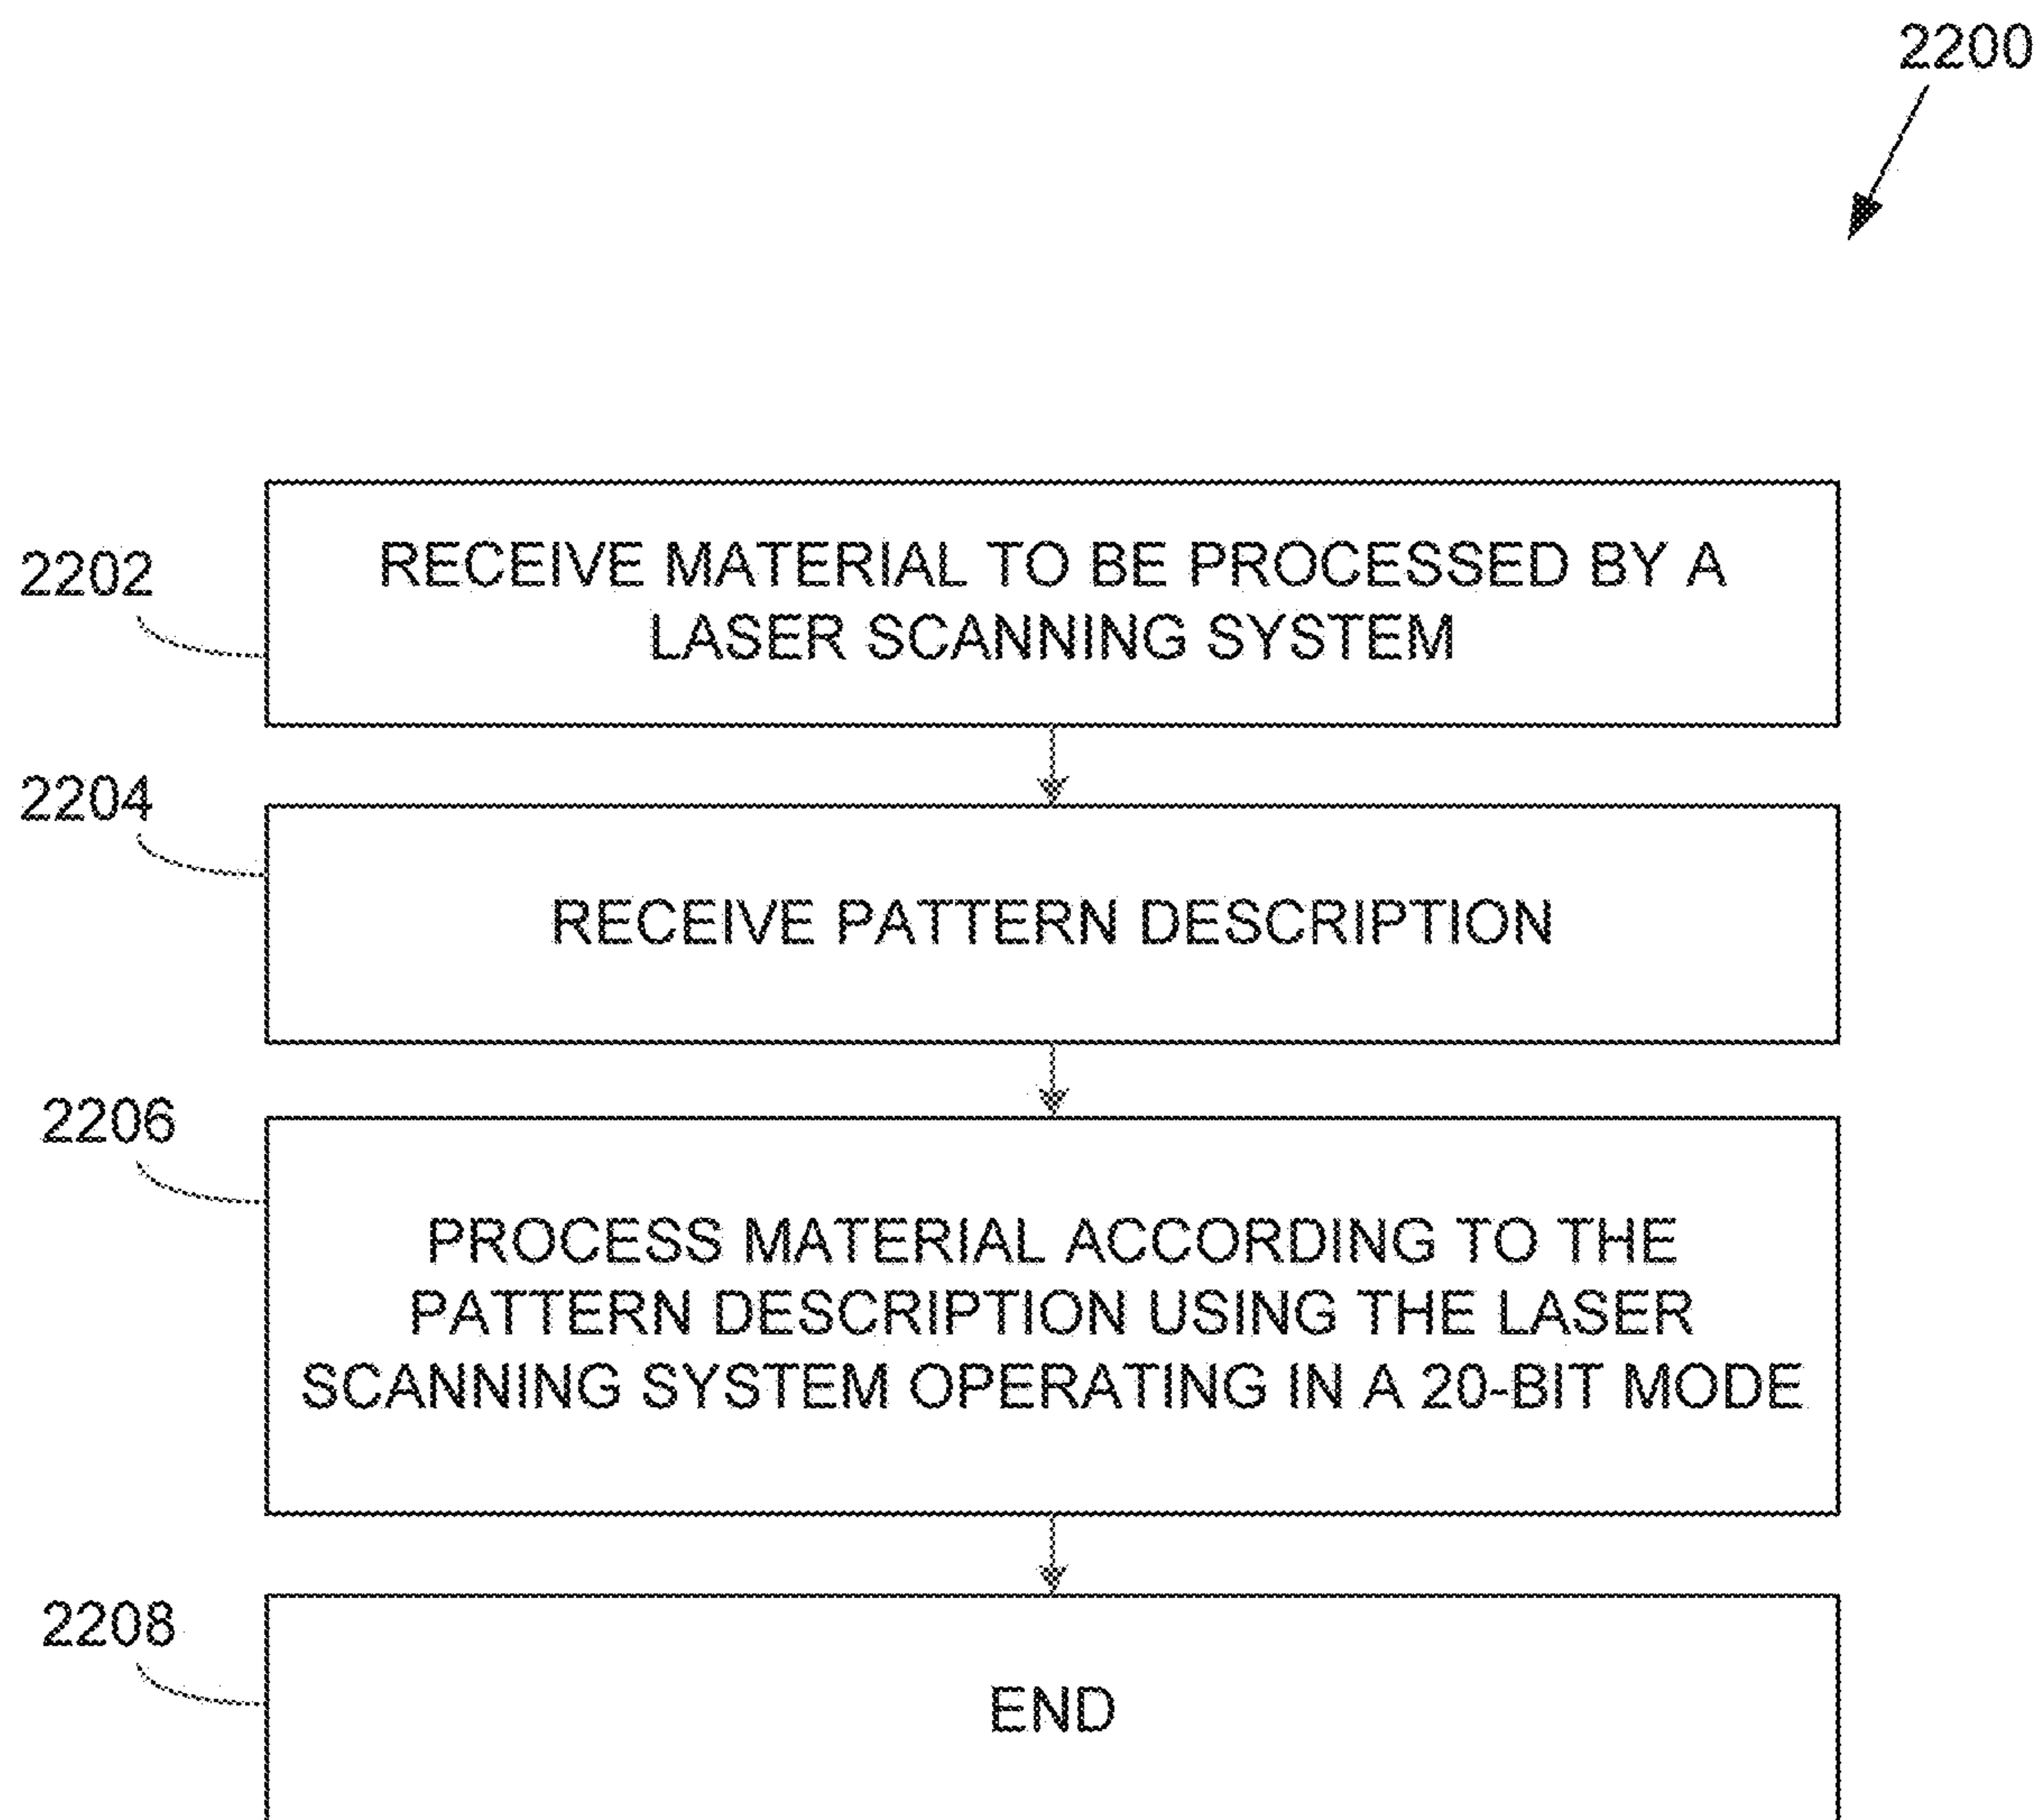 2200
2202
RECEIVE MATERIAL TO BE PROCESSED BY A
LASER SCANNING SYSTEM
2204
RECEIVE PATTERN DESCRIPTION
2206
PROCESS MATERIAL ACCORDING TO THE
PATTERN DESCRIPTION USING THE LASER
SCANNING SYSTEM OPERATING IN A 20-BIT MODE
2208
END